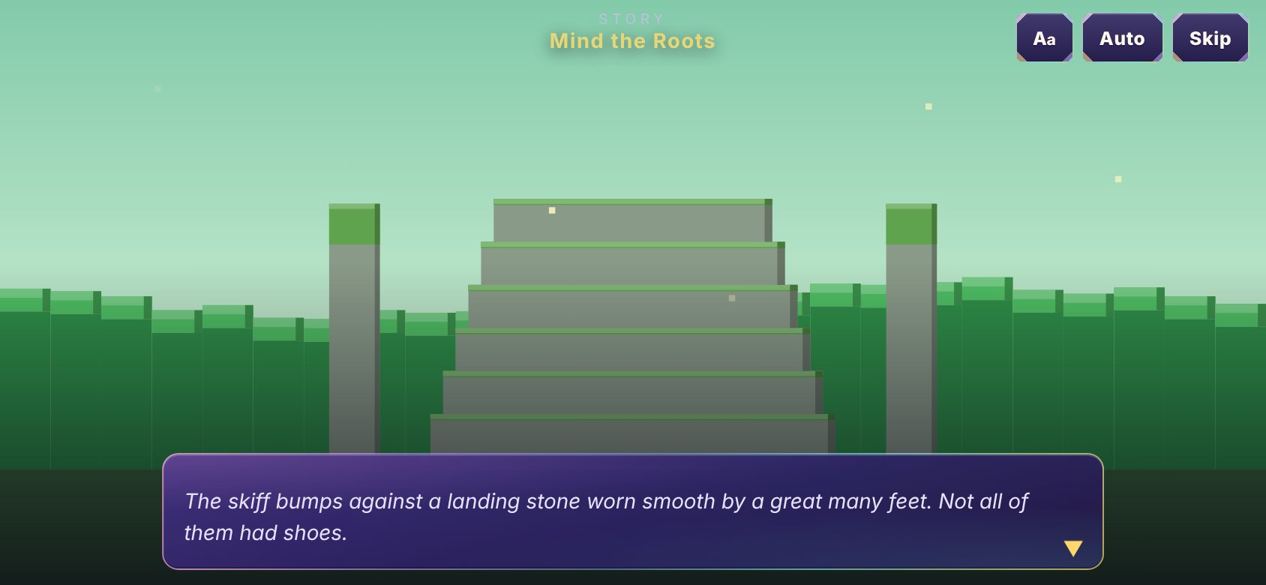 STORY
Mind the Roots
Aa
Auto
Skip
The skiff bumps against a landing stone worn smooth by a great many feet. Not all of
them had shoes.